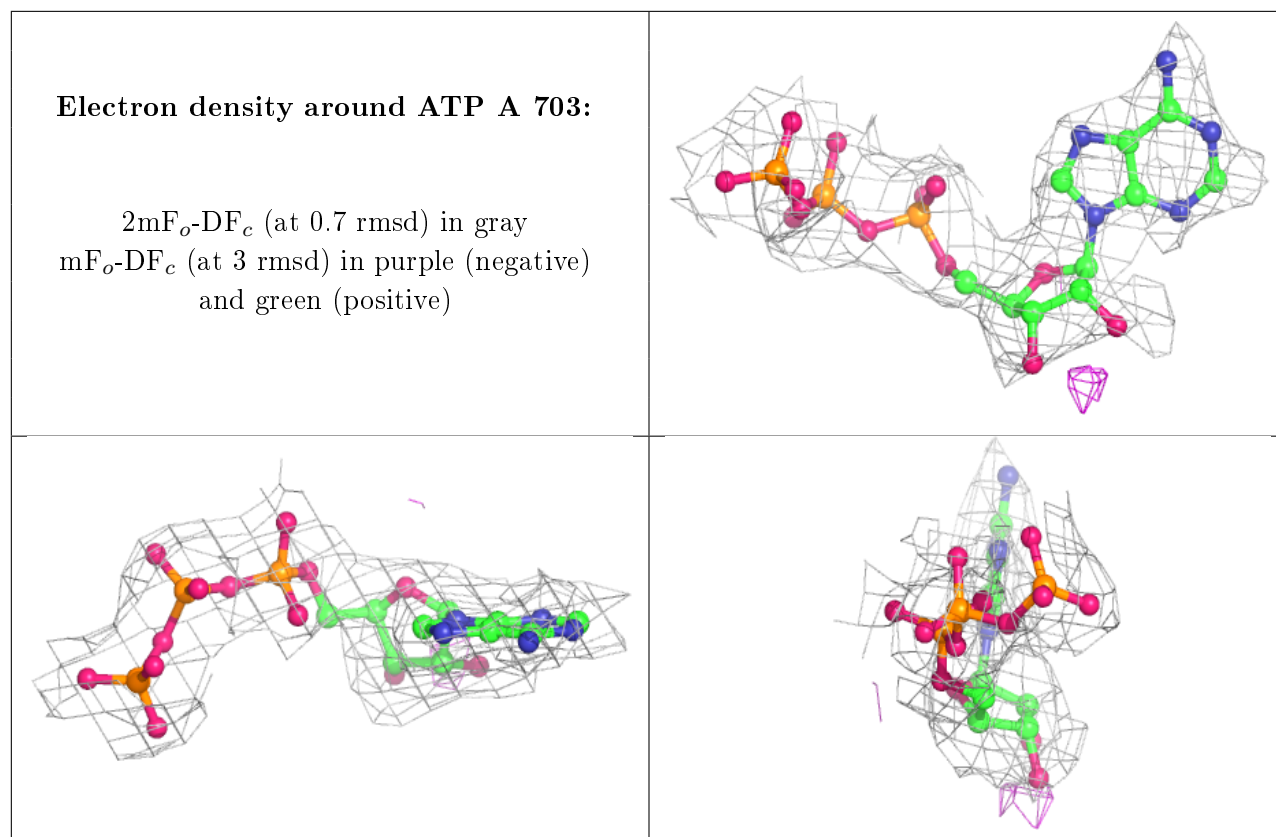 Electron density around ATP A 703:
2mFₒ-DF𝒸 (at 0.7 rmsd) in gray
mFₒ-DF𝒸 (at 3 rmsd) in purple (negative)
and green (positive)